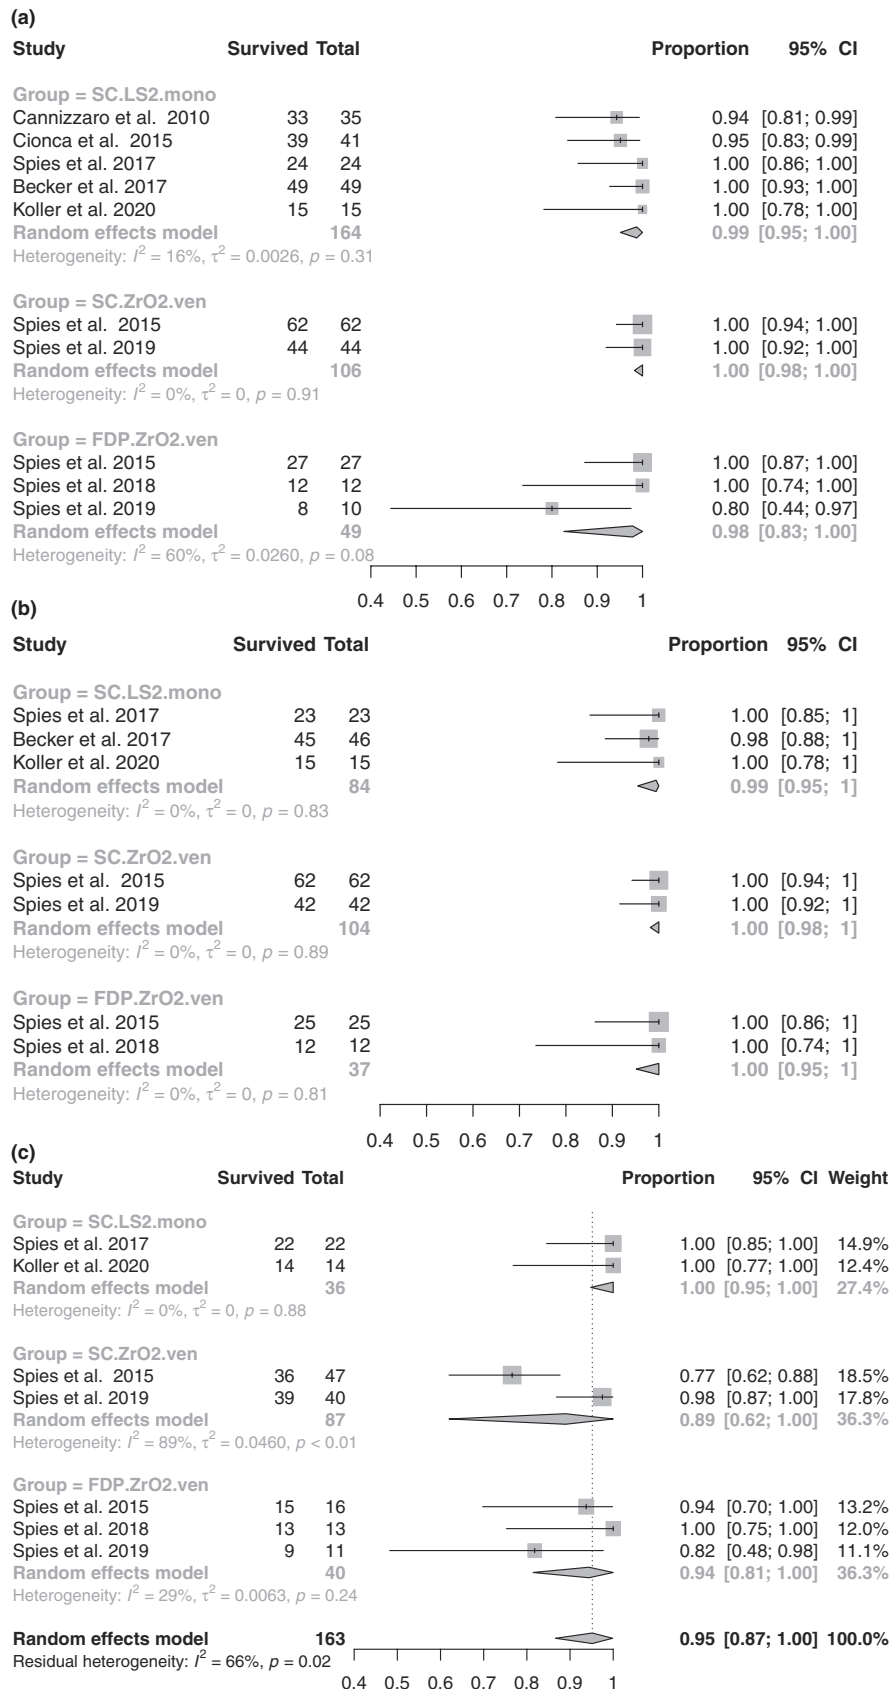 (a)
Study Survived Total Proportion 95% CI
Group = SC.LS2.mono
Cannizzaro et al. 2010 33 35 0.94 [0.81; 0.99]
Cionca et al. 2015 39 41 0.95 [0.83; 0.99]
Spies et al. 2017 24 24 1.00 [0.86; 1.00]
Becker et al. 2017 49 49 1.00 [0.93; 1.00]
Koller et al. 2020 15 15 1.00 [0.78; 1.00]
Random effects model 164 0.99 [0.95; 1.00]
Heterogeneity: I² = 16%, τ² = 0.0026, p = 0.31
Group = SC.ZrO2.ven
Spies et al. 2015 62 62 1.00 [0.94; 1.00]
Spies et al. 2019 44 44 1.00 [0.92; 1.00]
Random effects model 106 1.00 [0.98; 1.00]
Heterogeneity: I² = 0%, τ² = 0, p = 0.91
Group = FDP.ZrO2.ven
Spies et al. 2015 27 27 1.00 [0.87; 1.00]
Spies et al. 2018 12 12 1.00 [0.74; 1.00]
Spies et al. 2019 8 10 0.80 [0.44; 0.97]
Random effects model 49 0.98 [0.83; 1.00]
Heterogeneity: I² = 60%, τ² = 0.0260, p = 0.08
0.4 0.5 0.6 0.7 0.8 0.9 1
(b)
Study Survived Total Proportion 95% CI
Group = SC.LS2.mono
Spies et al. 2017 23 23 1.00 [0.85; 1]
Becker et al. 2017 45 46 0.98 [0.88; 1]
Koller et al. 2020 15 15 1.00 [0.78; 1]
Random effects model 84 0.99 [0.95; 1]
Heterogeneity: I² = 0%, τ² = 0, p = 0.83
Group = SC.ZrO2.ven
Spies et al. 2015 62 62 1.00 [0.94; 1]
Spies et al. 2019 42 42 1.00 [0.92; 1]
Random effects model 104 1.00 [0.98; 1]
Heterogeneity: I² = 0%, τ² = 0, p = 0.89
Group = FDP.ZrO2.ven
Spies et al. 2015 25 25 1.00 [0.86; 1]
Spies et al. 2018 12 12 1.00 [0.74; 1]
Random effects model 37 1.00 [0.95; 1]
Heterogeneity: I² = 0%, τ² = 0, p = 0.81
0.4 0.5 0.6 0.7 0.8 0.9 1
(c)
Study Survived Total Proportion 95% CI Weight
Group = SC.LS2.mono
Spies et al. 2017 22 22 1.00 [0.85; 1.00] 14.9%
Koller et al. 2020 14 14 1.00 [0.77; 1.00] 12.4%
Random effects model 36 1.00 [0.95; 1.00] 27.4%
Heterogeneity: I² = 0%, τ² = 0, p = 0.88
Group = SC.ZrO2.ven
Spies et al. 2015 36 47 0.77 [0.62; 0.88] 18.5%
Spies et al. 2019 39 40 0.98 [0.87; 1.00] 17.8%
Random effects model 87 0.89 [0.62; 1.00] 36.3%
Heterogeneity: I² = 89%, τ² = 0.0460, p < 0.01
Group = FDP.ZrO2.ven
Spies et al. 2015 15 16 0.94 [0.70; 1.00] 13.2%
Spies et al. 2018 13 13 1.00 [0.75; 1.00] 12.0%
Spies et al. 2019 9 11 0.82 [0.48; 0.98] 11.1%
Random effects model 40 0.94 [0.81; 1.00] 36.3%
Heterogeneity: I² = 29%, τ² = 0.0063, p = 0.24
Random effects model 163 0.95 [0.87; 1.00] 100.0%
Residual heterogeneity: I² = 66%, p = 0.02
0.4 0.5 0.6 0.7 0.8 0.9 1